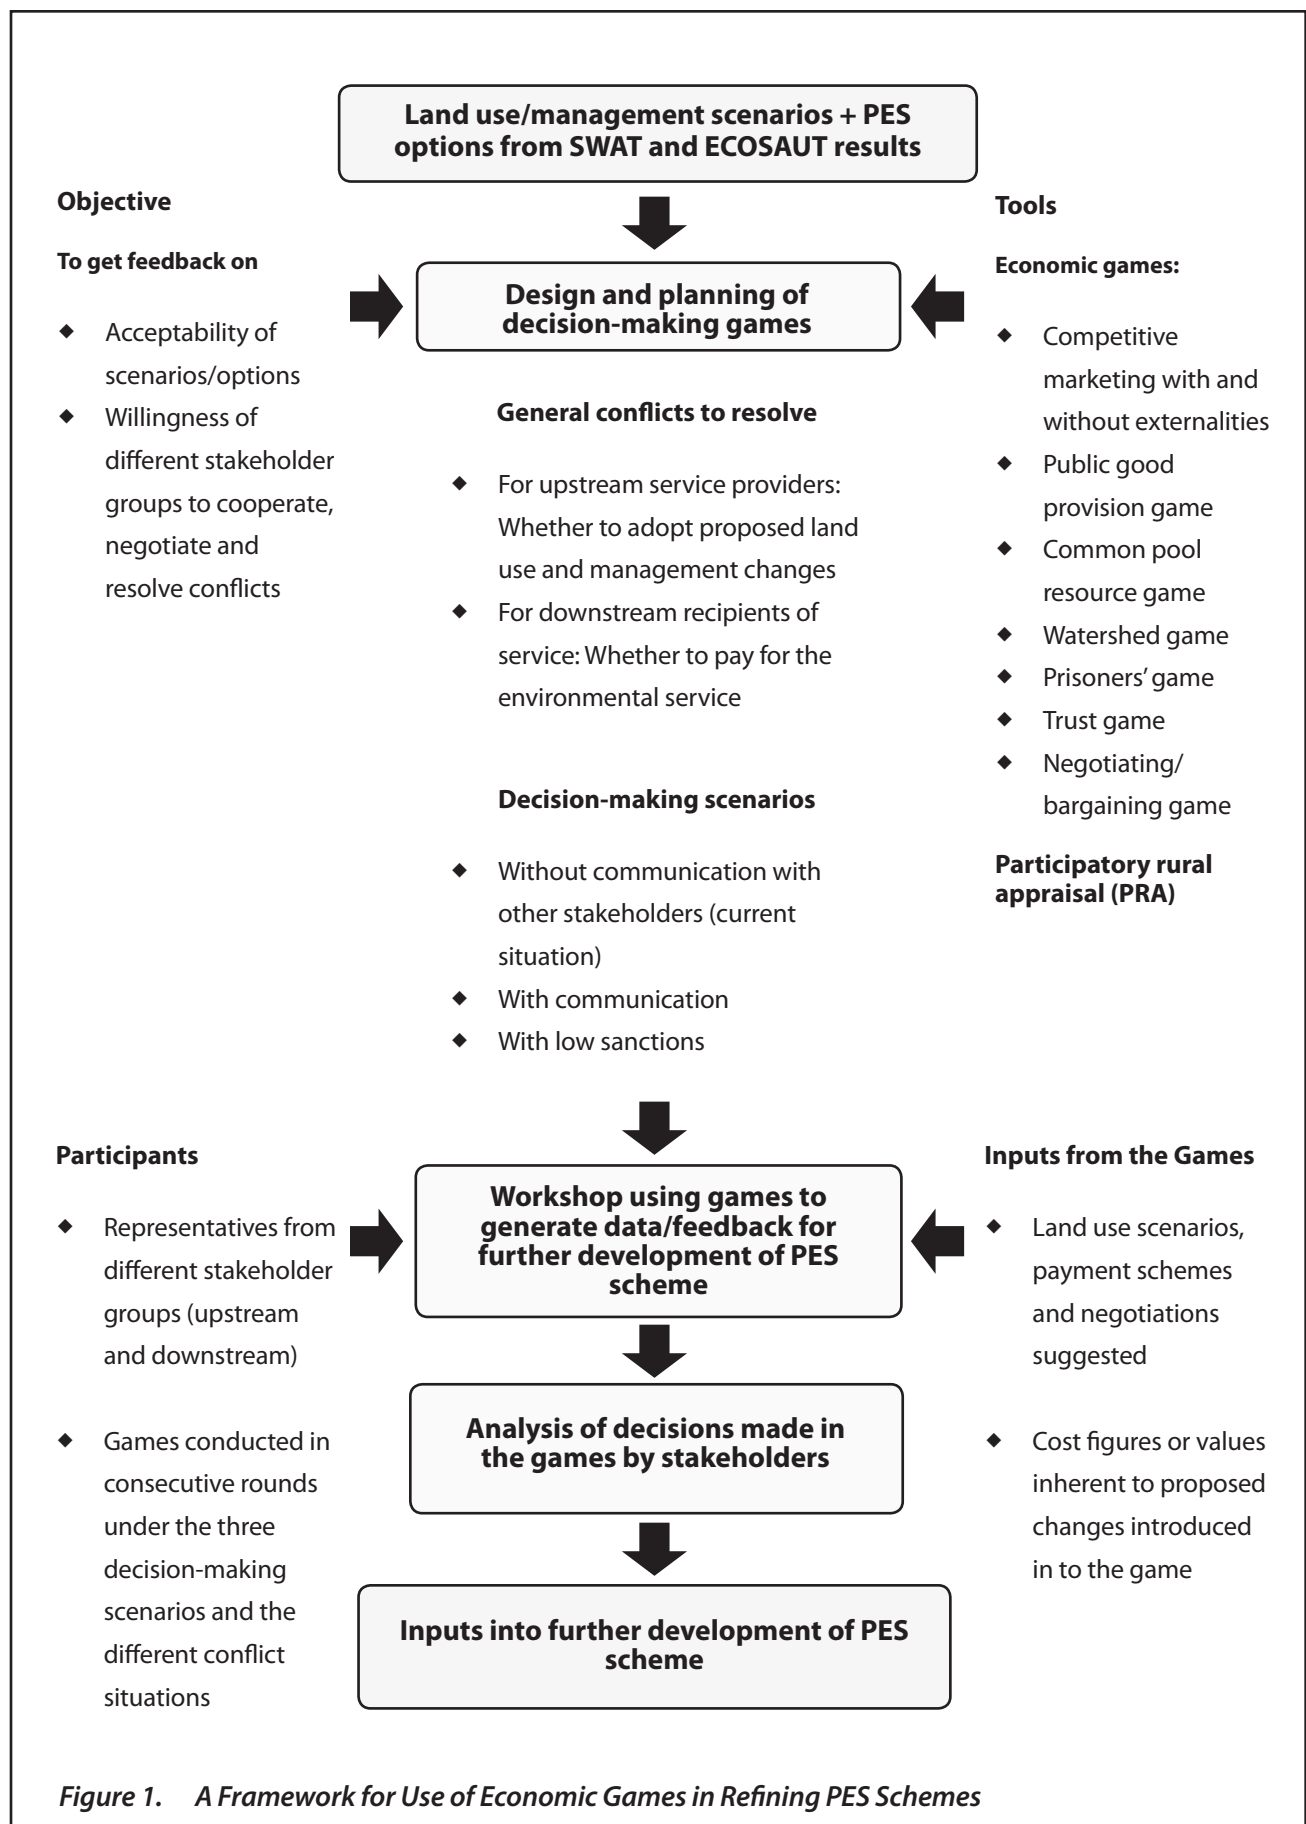 Land use/management scenarios + PES
options from SWAT and ECOSAUT results
Objective
To get feedback on
◆ Acceptability of
scenarios/options
◆ Willingness of
different stakeholder
groups to cooperate,
negotiate and
resolve conflicts
Design and planning of
decision-making games
Tools
Economic games:
◆ Competitive
marketing with and
without externalities
◆ Public good
provision game
◆ Common pool
resource game
◆ Watershed game
◆ Prisoners' game
◆ Trust game
◆ Negotiating/
bargaining game
Participatory rural
appraisal (PRA)
General conflicts to resolve
◆ For upstream service providers:
Whether to adopt proposed land
use and management changes
◆ For downstream recipients of
service: Whether to pay for the
environmental service
Decision-making scenarios
◆ Without communication with
other stakeholders (current
situation)
◆ With communication
◆ With low sanctions
Participants
◆ Representatives from
different stakeholder
groups (upstream
and downstream)
◆ Games conducted in
consecutive rounds
under the three
decision-making
scenarios and the
different conflict
situations
Workshop using games to
generate data/feedback for
further development of PES
scheme
Inputs from the Games
◆ Land use scenarios,
payment schemes
and negotiations
suggested
◆ Cost figures or values
inherent to proposed
changes introduced
in to the game
Analysis of decisions made in
the games by stakeholders
Inputs into further development of PES
scheme
Figure 1. A Framework for Use of Economic Games in Refining PES Schemes